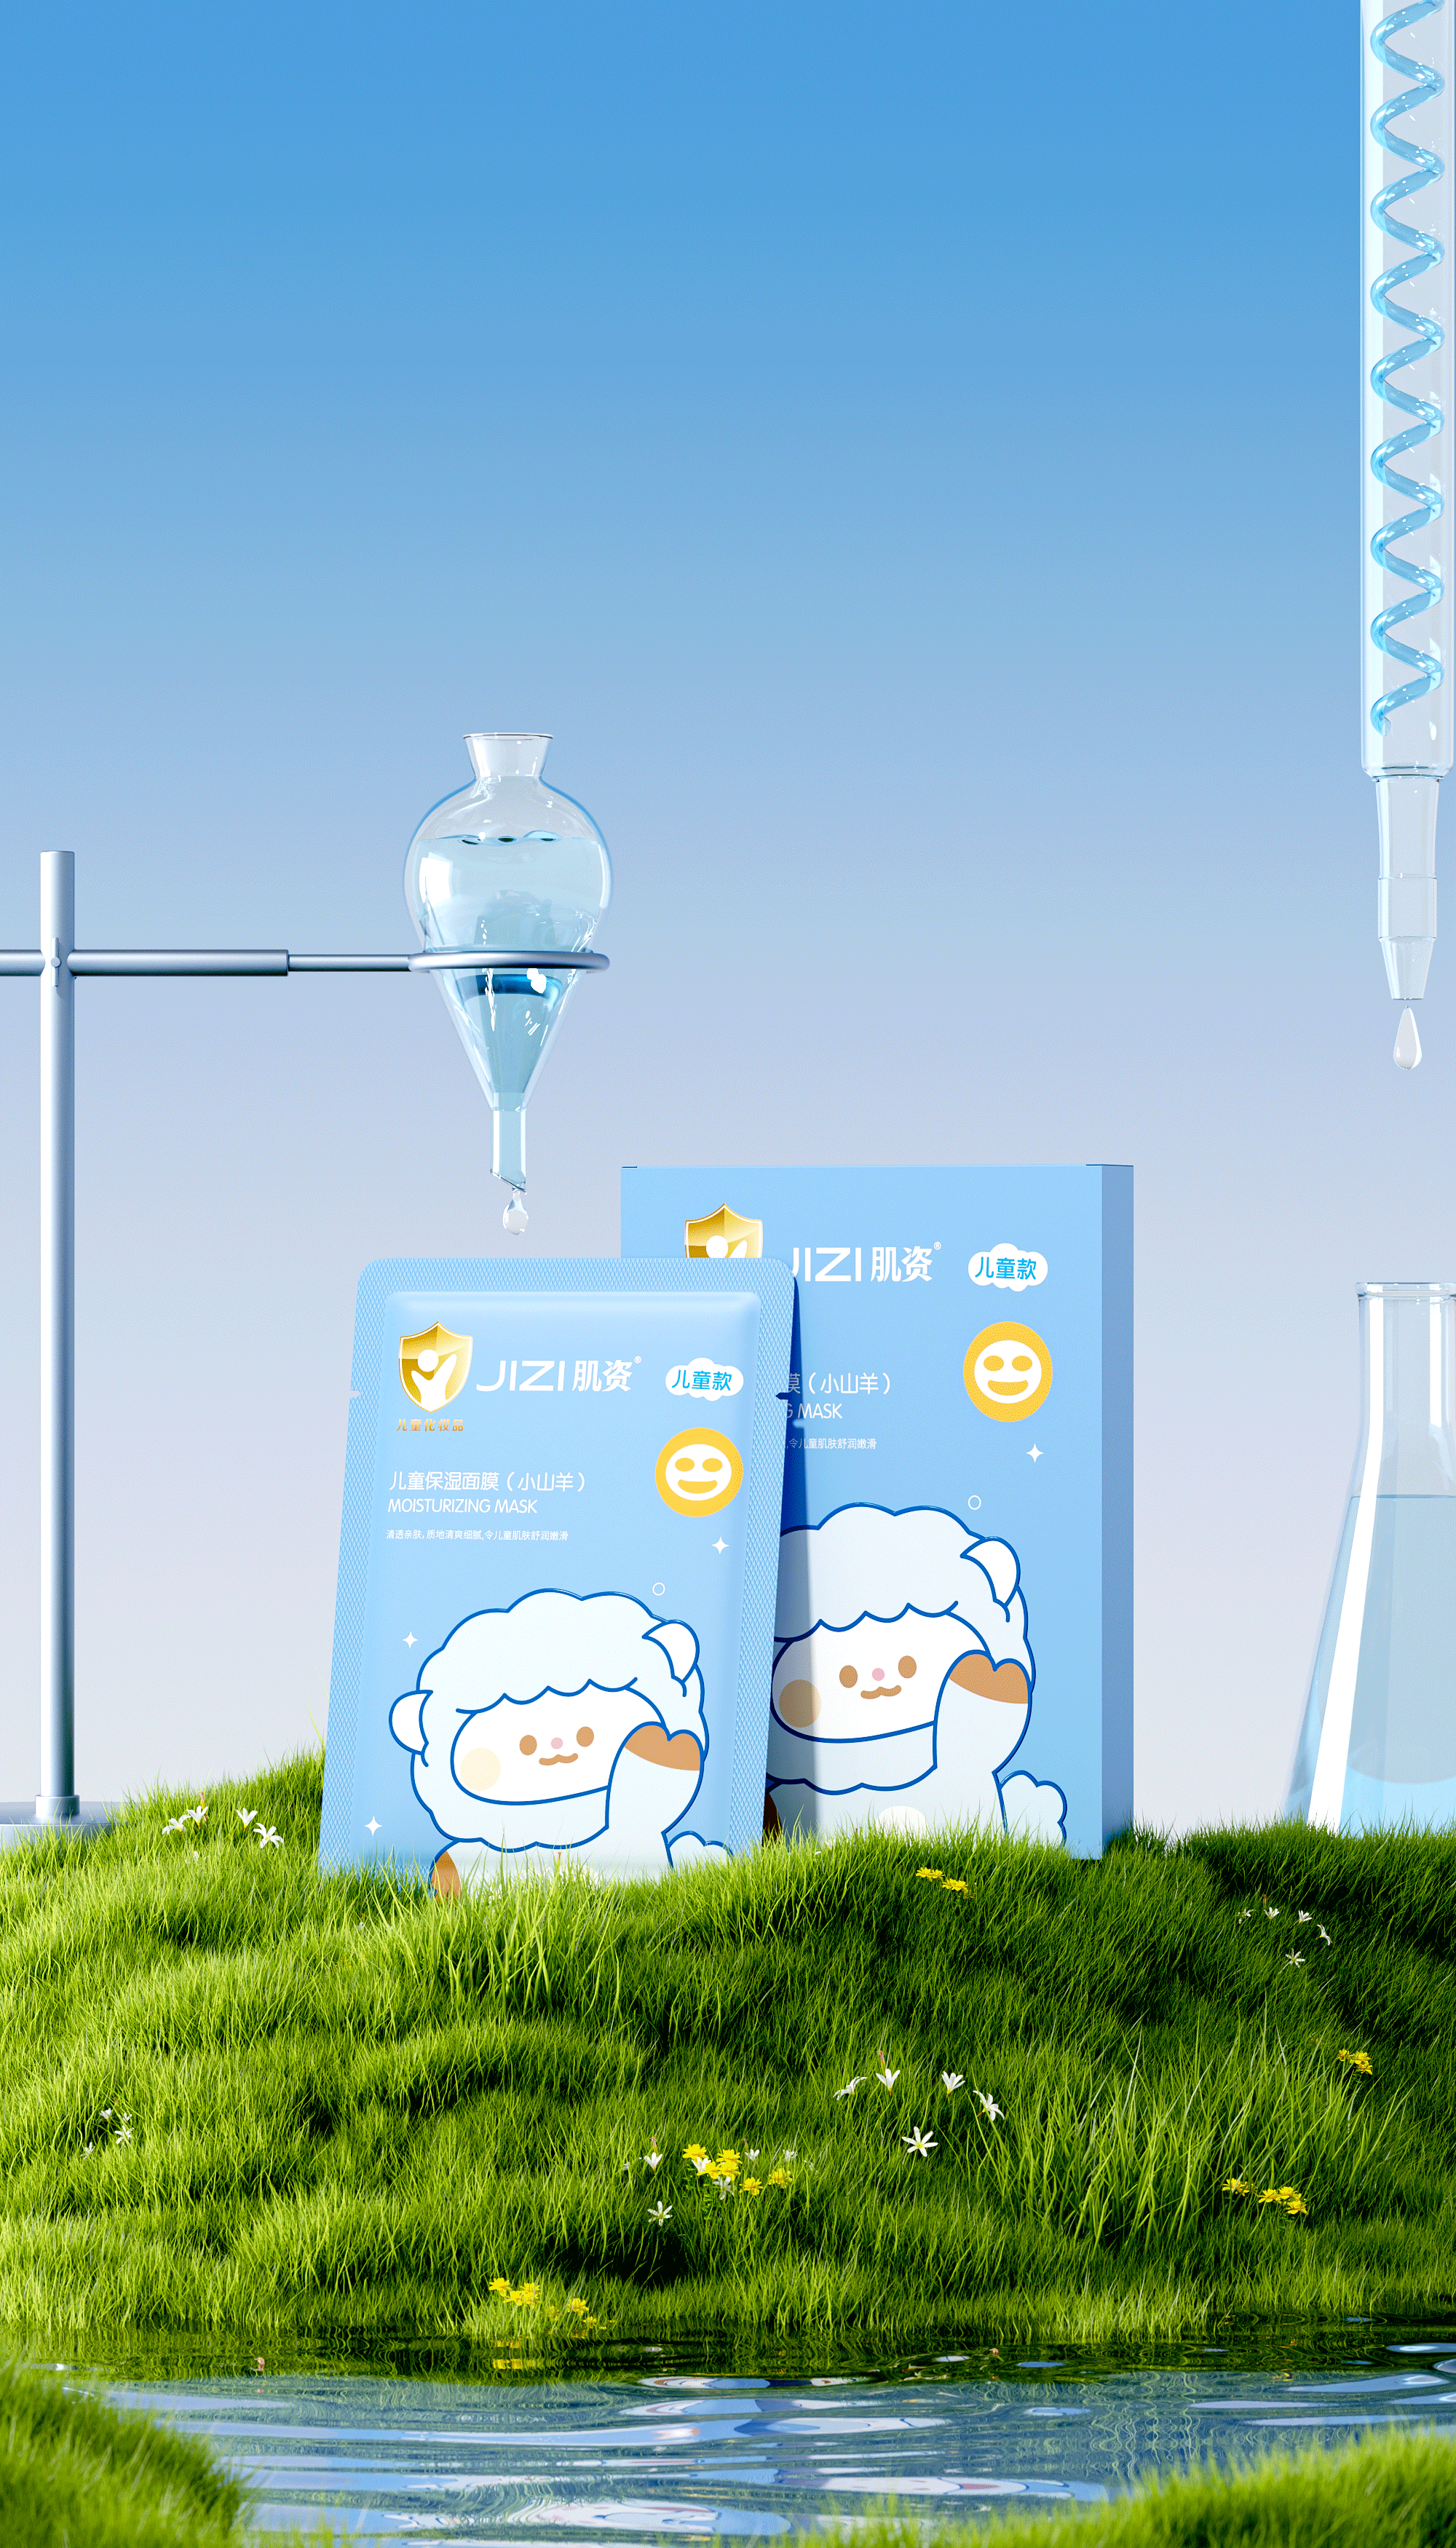 JIZI 肌资®
儿童款
儿童化妆品
儿童保湿面膜（小山羊）
MOISTURIZING MASK
清透亲肤，质地清爽细腻，令儿童肌肤舒润嫩滑
JIZI 肌资®
儿童款
膜（小山羊）
G MASK
，令儿童肌肤舒润嫩滑